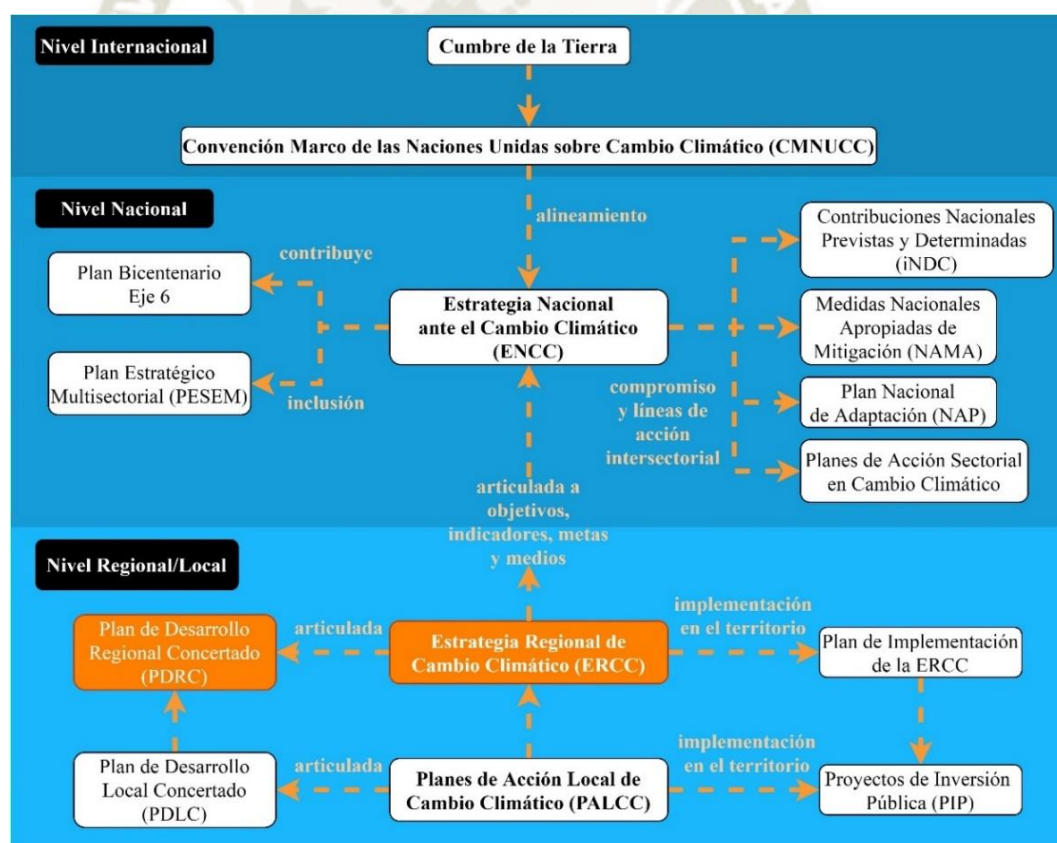 Nivel Internacional
Cumbre de la Tierra
Convención Marco de las Naciones Unidas sobre Cambio Climático (CMNUCC)
Nivel Nacional
alineamiento
contribuye
Plan Bicentenario
Eje 6
Plan Estratégico
Multisectorial (PESEM)
inclusión
Estrategia Nacional
ante el Cambio Climático
(ENCC)
compromiso
y líneas de
acción
intersectorial
Contribuciones Nacionales
Previstas y Determinadas
(iNDC)
Medidas Nacionales
Apropiadas de
Mitigación (NAMA)
Plan Nacional
de Adaptación (NAP)
Planes de Acción Sectorial
en Cambio Climático
articulada a
objetivos,
indicadores, metas
y medios
Nivel Regional/Local
Plan de Desarrollo
Regional Concertado
(PDRC)
articulada
Estrategia Regional de
Cambio Climático (ERCC)
implementación
en el territorio
Plan de Implementación
de la ERCC
Plan de Desarrollo
Local Concertado
(PDLC)
articulada
Planes de Acción Local de
Cambio Climático (PALCC)
implementación
en el territorio
Proyectos de Inversión
Pública (PIP)